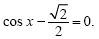 cos x − √2/2 = 0.